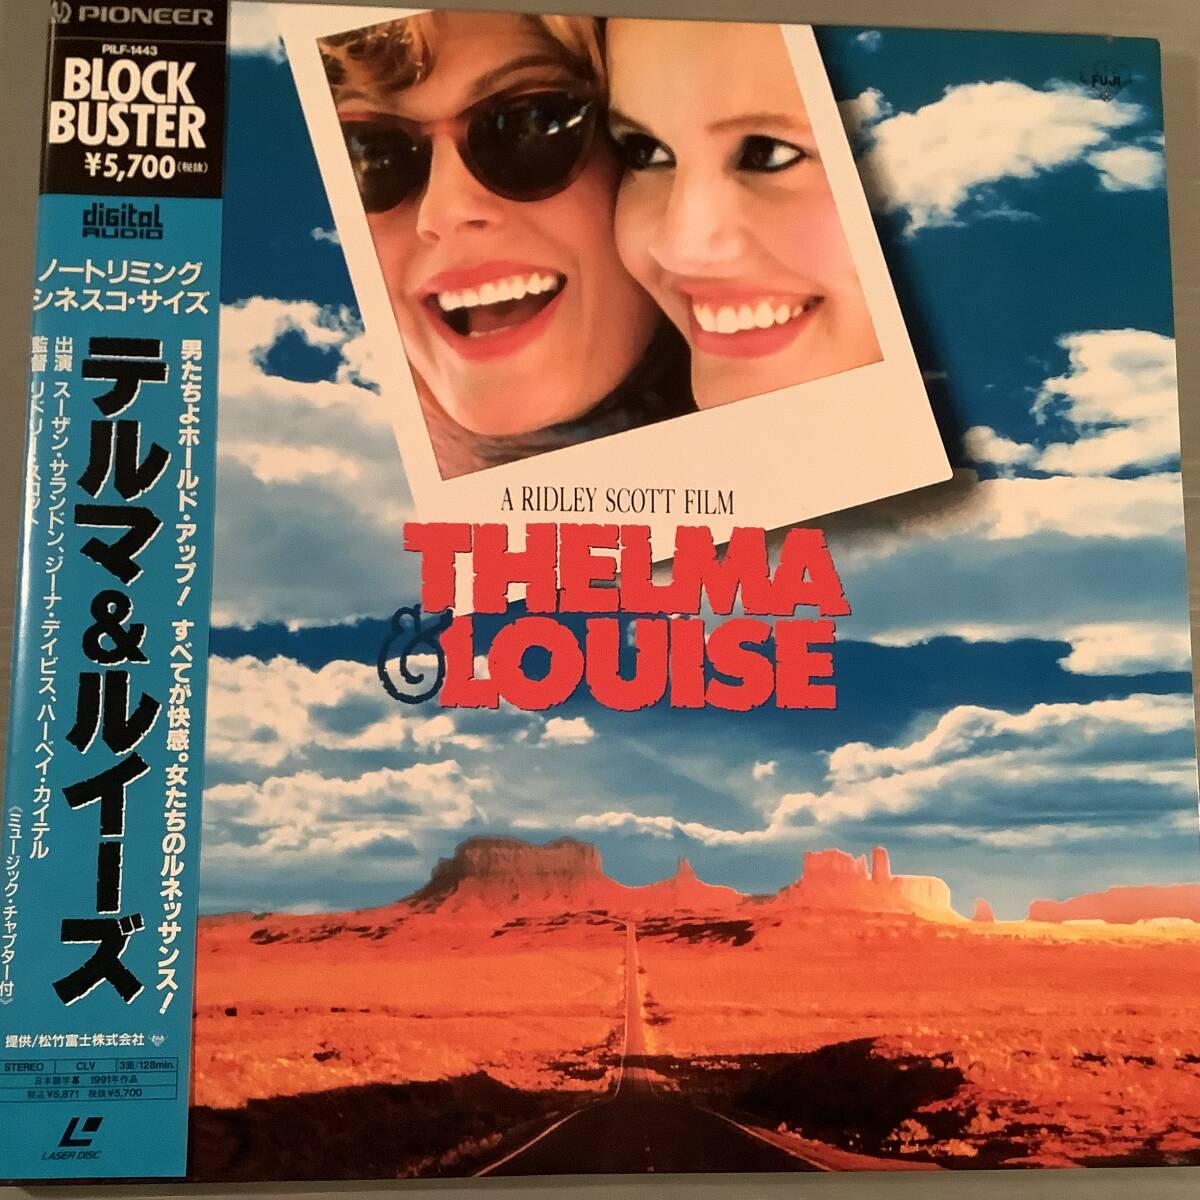 PIONEER
PILF-1443
BLOCK
BUSTER
¥5,700(税抜)
digital
AUDIO
ノートリミング
シネスコ・サイズ
男たちよホールド・アップ! すべてが快感。女たちのルネッサンス!
テルマ&ルイーズ
出演 スーザン・サランドン、ジーナ・デイビス、ハーベイ・カイテル
監督 リドリー・スコット
《ミュージック・チャプター付》
提供/松竹富士株式会社
STEREO CLV 3面/128min.
日本語字幕 1991年作品
税込¥5,871 税抜¥5,700
LASER DISC
FUJI
A RIDLEY SCOTT FILM
THELMA
& LOUISE